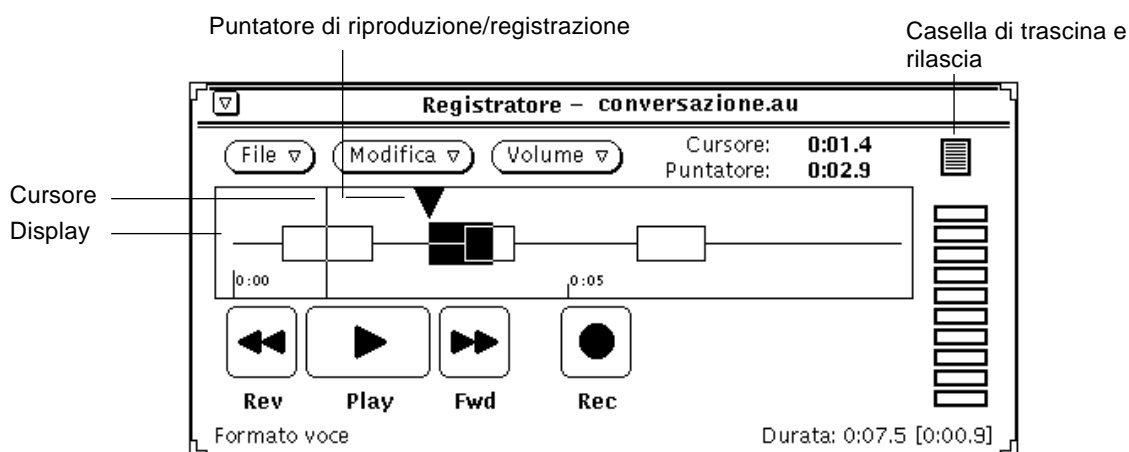 Puntatore di riproduzione/registrazione
Casella di trascina e
rilascia
Registratore – conversazione.au
File Modifica Volume
Cursore: 0:01.4
Puntatore: 0:02.9
Cursore
Display
0:00 0:05
Rev Play Fwd Rec
Formato voce Durata: 0:07.5 [0:00.9]